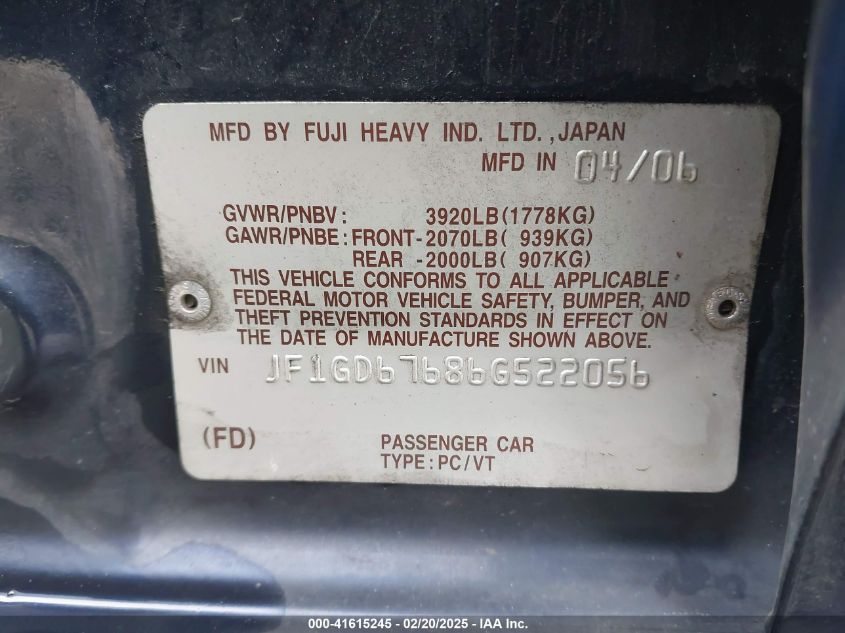 MFD BY FUJI HEAVY IND. LTD. ,JAPAN
MFD IN 04/06
GVWR/PNBV: 3920LB(1778KG)
GAWR/PNBE: FRONT-2070LB( 939KG)
REAR -2000LB( 907KG)
THIS VEHICLE CONFORMS TO ALL APPLICABLE
FEDERAL MOTOR VEHICLE SAFETY, BUMPER, AND
THEFT PREVENTION STANDARDS IN EFFECT ON
THE DATE OF MANUFACTURE SHOWN ABOVE.
VIN JF1GD67686G522056
(FD) PASSENGER CAR
TYPE:PC/VT
000-41615245 - 02/20/2025 - IAA Inc.